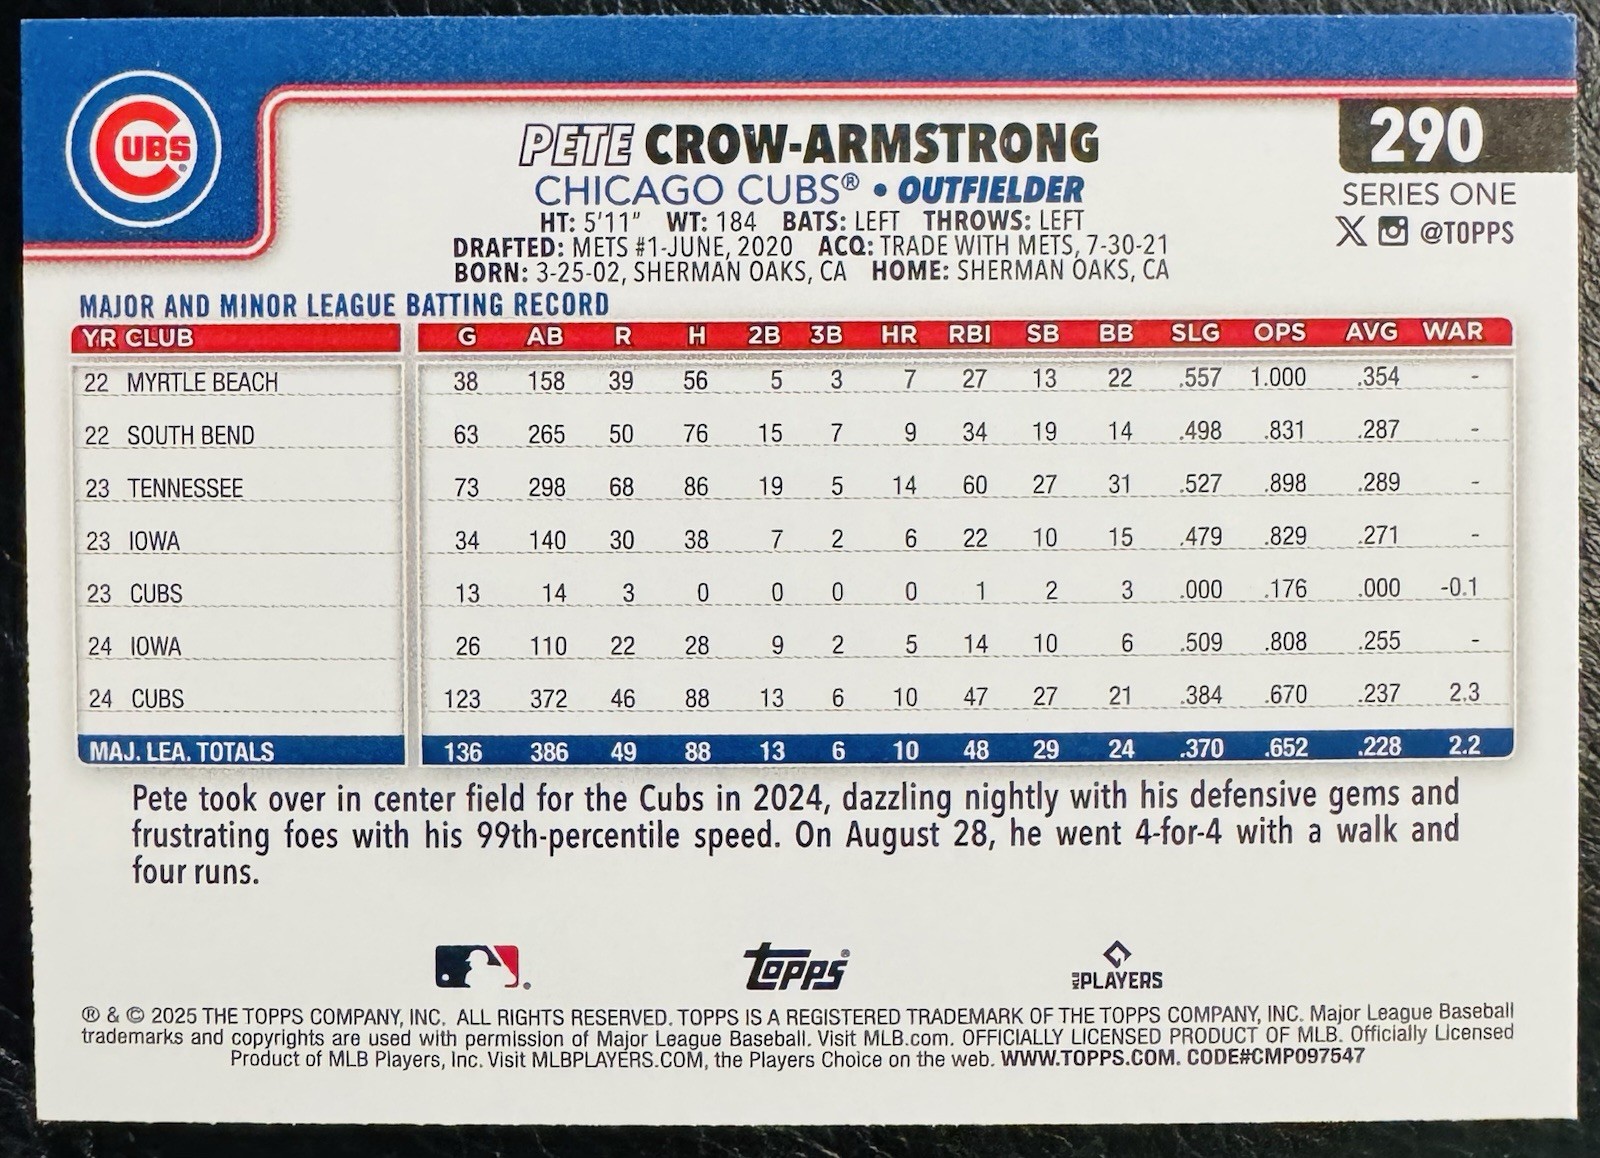 CUBS®
PETE CROW-ARMSTRONG
290
CHICAGO CUBS® • OUTFIELDER
SERIES ONE
HT: 5'11" WT: 184 BATS: LEFT THROWS: LEFT
@TOPPS
DRAFTED: METS #1-JUNE, 2020 ACQ: TRADE WITH METS, 7-30-21
BORN: 3-25-02, SHERMAN OAKS, CA HOME: SHERMAN OAKS, CA
MAJOR AND MINOR LEAGUE BATTING RECORD
YR CLUB G AB R H 2B 3B HR RBI SB BB SLG OPS AVG WAR
22 MYRTLE BEACH 38 158 39 56 5 3 7 27 13 22 .557 1.000 .354 -
22 SOUTH BEND 63 265 50 76 15 7 9 34 19 14 .498 .831 .287 -
23 TENNESSEE 73 298 68 86 19 5 14 60 27 31 .527 .898 .289 -
23 IOWA 34 140 30 38 7 2 6 22 10 15 .479 .829 .271 -
23 CUBS 13 14 3 0 0 0 0 1 2 3 .000 .176 .000 -0.1
24 IOWA 26 110 22 28 9 2 5 14 10 6 .509 .808 .255 -
24 CUBS 123 372 46 88 13 6 10 47 27 21 .384 .670 .237 2.3
MAJ. LEA. TOTALS 136 386 49 88 13 6 10 48 29 24 .370 .652 .228 2.2
Pete took over in center field for the Cubs in 2024, dazzling nightly with his defensive gems and
frustrating foes with his 99th-percentile speed. On August 28, he went 4-for-4 with a walk and
four runs.
topps®
MLB PLAYERS
® & © 2025 THE TOPPS COMPANY, INC. ALL RIGHTS RESERVED. TOPPS IS A REGISTERED TRADEMARK OF THE TOPPS COMPANY, INC. Major League Baseball
trademarks and copyrights are used with permission of Major League Baseball. Visit MLB.com. OFFICIALLY LICENSED PRODUCT OF MLB. Officially Licensed
Product of MLB Players, Inc. Visit MLBPLAYERS.COM, the Players Choice on the web. WWW.TOPPS.COM. CODE#CMP097547